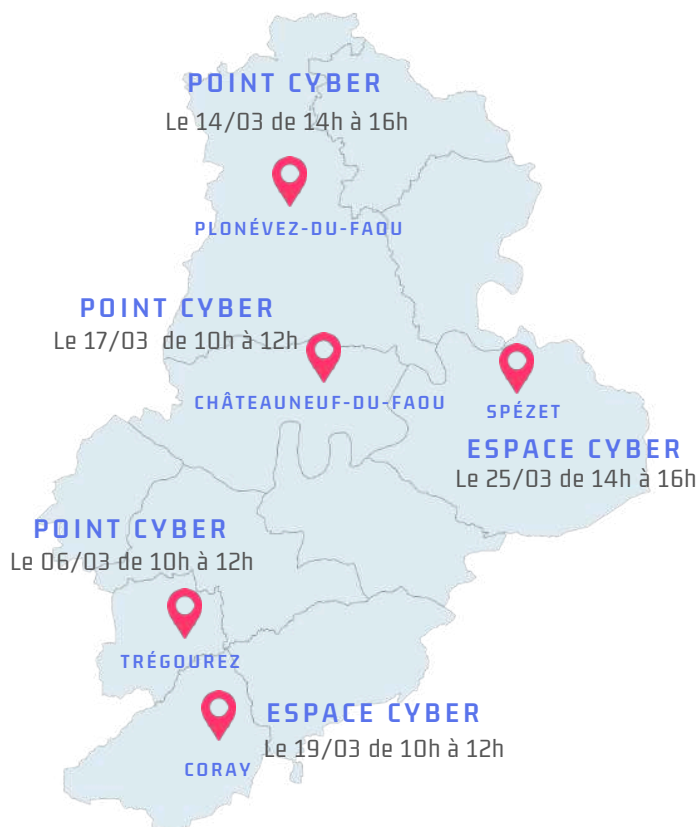 POINT CYBER
Le 14/03 de 14h à 16h
PLONÉVEZ-DU-FAOU
POINT CYBER
Le 17/03 de 10h à 12h
CHÂTEAUNEUF-DU-FAOU
SPÉZET
ESPACE CYBER
Le 25/03 de 14h à 16h
POINT CYBER
Le 06/03 de 10h à 12h
TRÉGOUREZ
ESPACE CYBER
Le 19/03 de 10h à 12h
CORAY